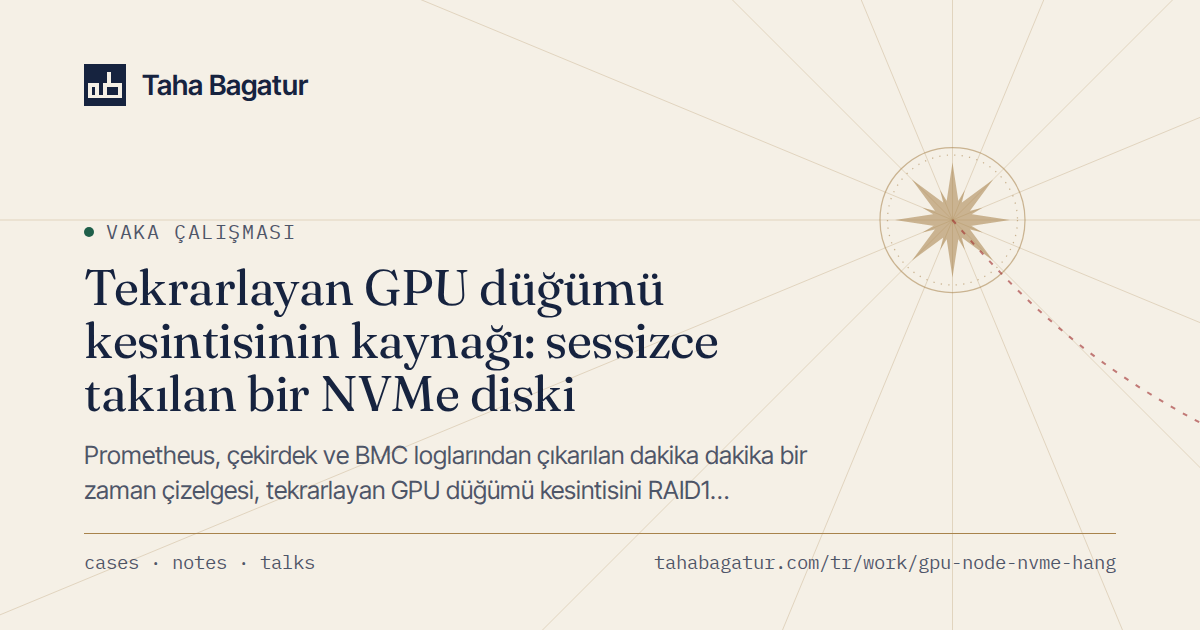 Taha Bagatur
VAKA ÇALIŞMASI
Tekrarlayan GPU düğümü
kesintisinin kaynağı: sessizce
takılan bir NVMe diski
Prometheus, çekirdek ve BMC loglarından çıkarılan dakika dakika bir
zaman çizelgesi, tekrarlayan GPU düğümü kesintisini RAID1…
cases · notes · talks
tahabagatur.com/tr/work/gpu-node-nvme-hang